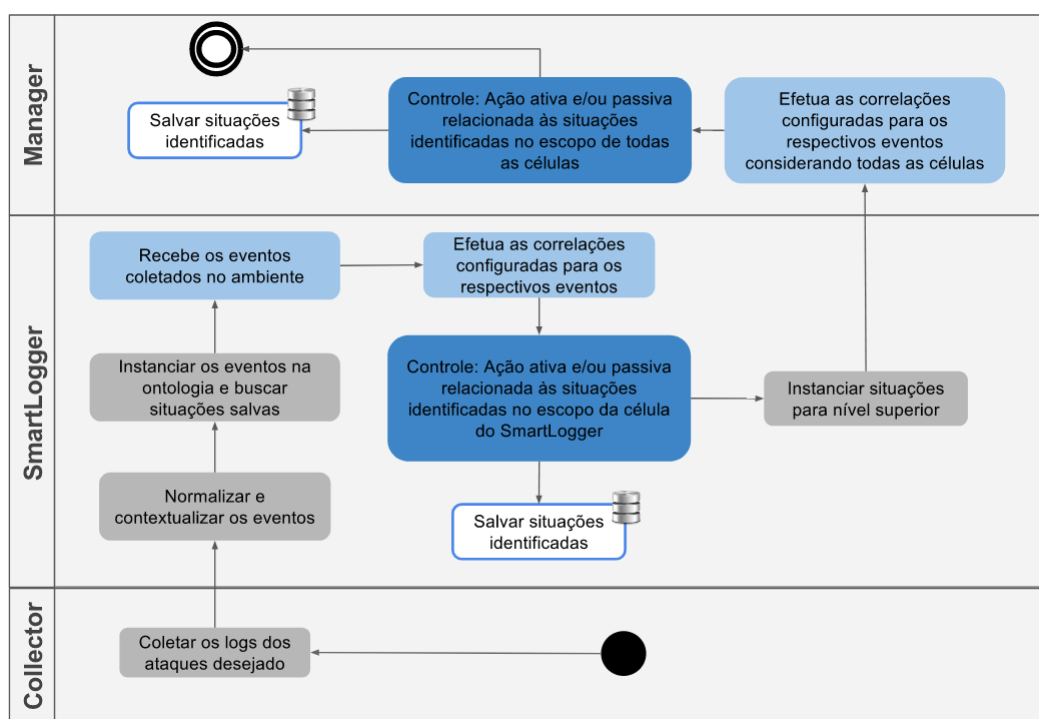 Manager
Salvar situações
identificadas
Controle: Ação ativa e/ou passiva
relacionada às situações
identificadas no escopo de todas
as células
Efetua as correlações
configuradas para os
respectivos eventos
considerando todas as células
SmartLogger
Recebe os eventos
coletados no ambiente
Efetua as correlações
configuradas para os
respectivos eventos
Instanciar os eventos na
ontologia e buscar
situações salvas
Controle: Ação ativa e/ou passiva
relacionada às situações
identificadas no escopo da célula
do SmartLogger
Instanciar situações
para nível superior
Normalizar e
contextualizar os eventos
Salvar situações
identificadas
Collector
Coletar os logs dos
ataques desejado